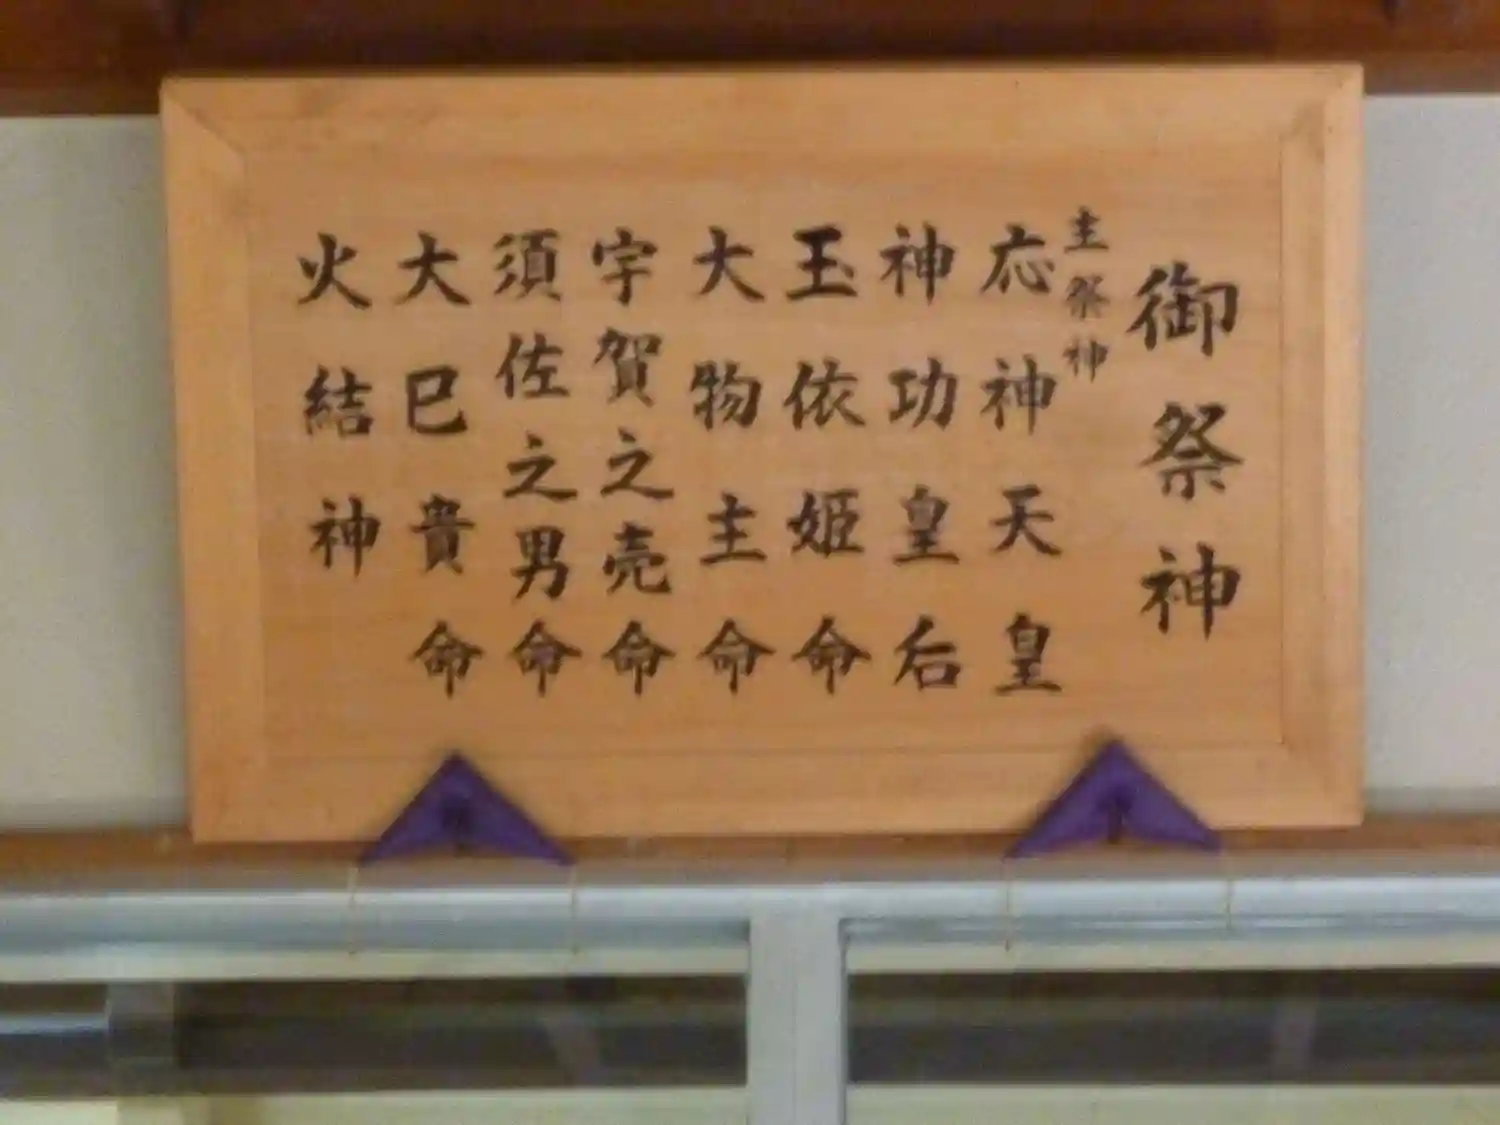 御祭神
主祭神
応神天皇
神功皇后
玉依姫命
大物主命
宇賀之売命
須佐之男命
大巳貴命
火結神